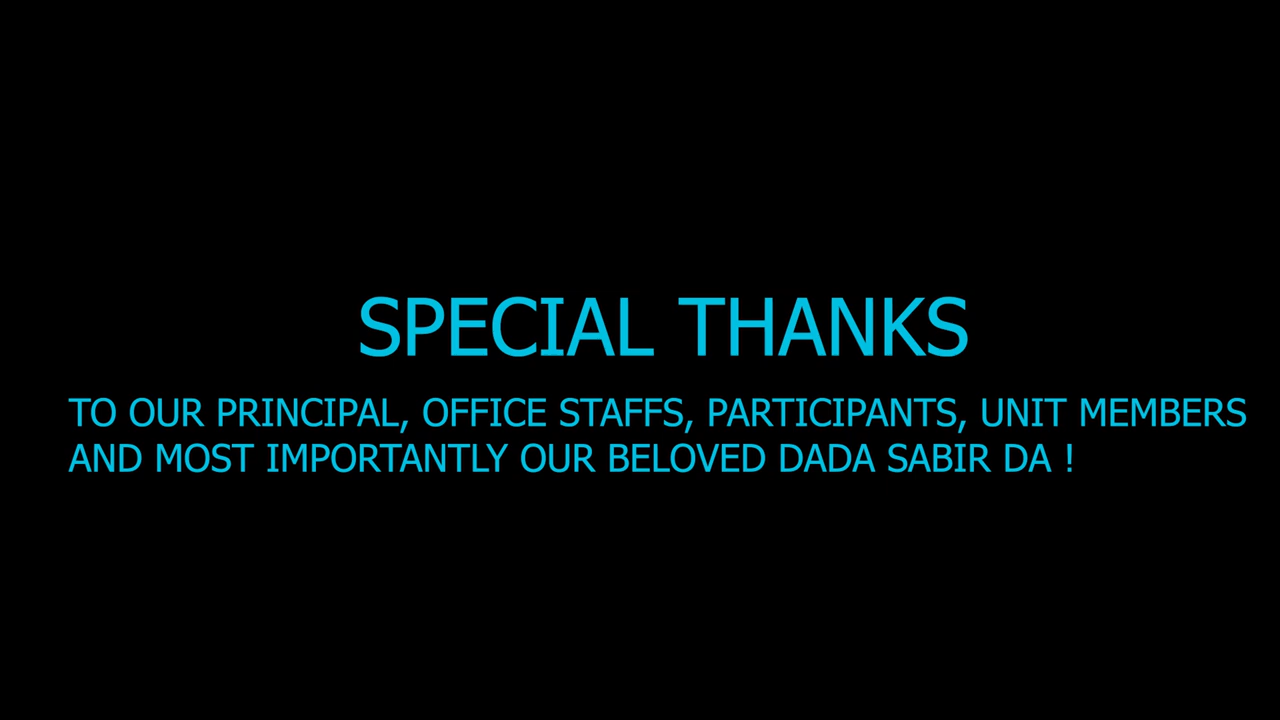 SPECIAL THANKS
TO OUR PRINCIPAL, OFFICE STAFFS, PARTICIPANTS, UNIT MEMBERS
AND MOST IMPORTANTLY OUR BELOVED DADA SABIR DA !